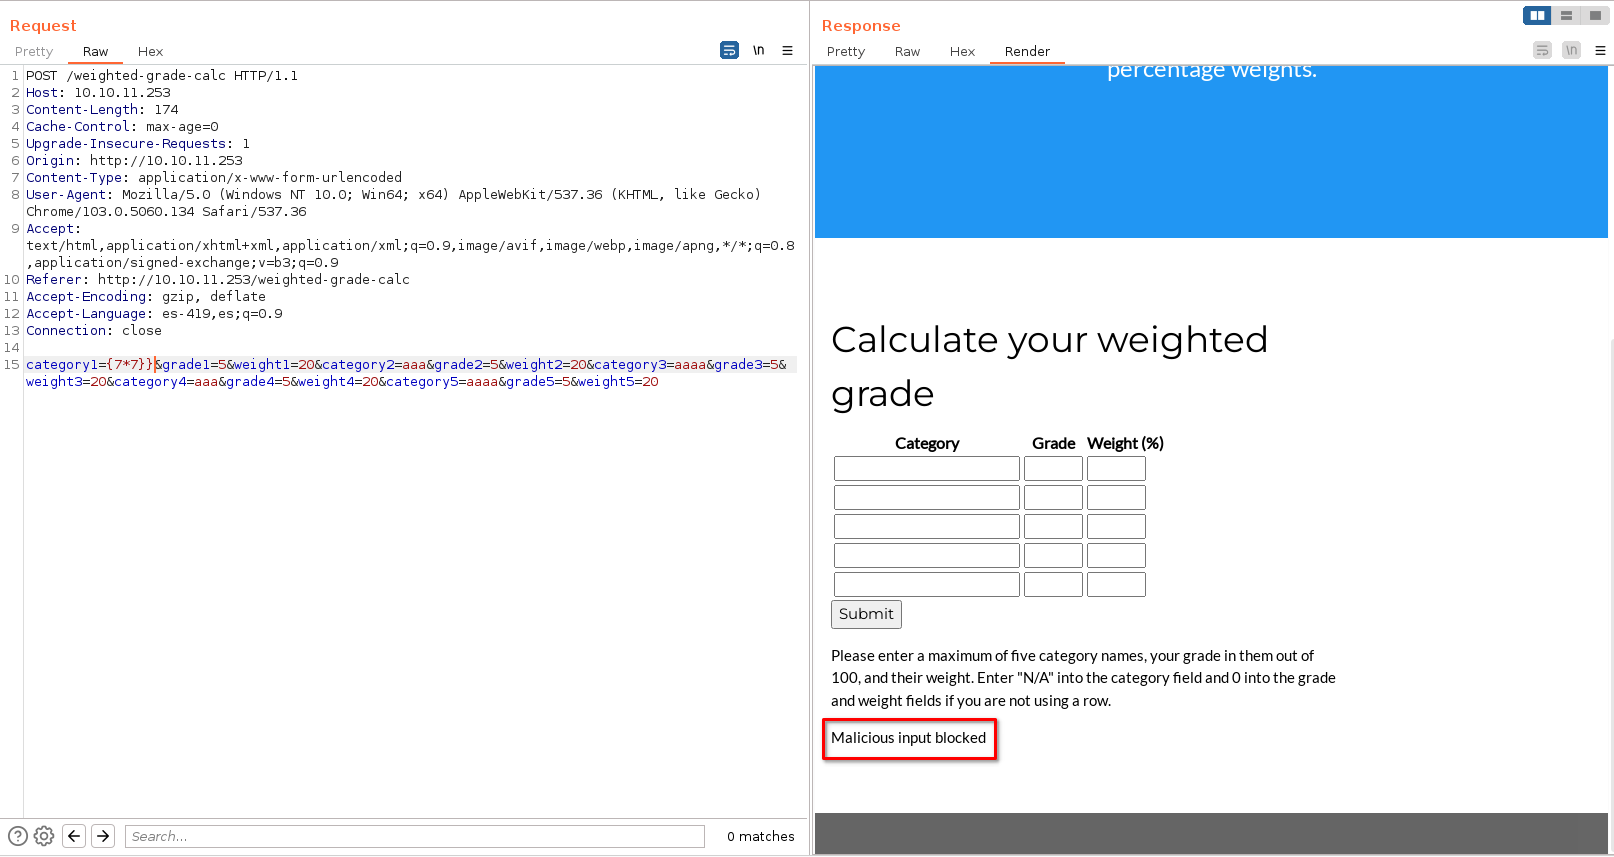 Request
Pretty Raw Hex \n
1 POST /weighted-grade-calc HTTP/1.1
2 Host: 10.10.11.253
3 Content-Length: 174
4 Cache-Control: max-age=0
5 Upgrade-Insecure-Requests: 1
6 Origin: http://10.10.11.253
7 Content-Type: application/x-www-form-urlencoded
8 User-Agent: Mozilla/5.0 (Windows NT 10.0; Win64; x64) AppleWebKit/537.36 (KHTML, like Gecko)
Chrome/103.0.5060.134 Safari/537.36
9 Accept:
text/html,application/xhtml+xml,application/xml;q=0.9,image/avif,image/webp,image/apng,*/*;q=0.8
,application/signed-exchange;v=b3;q=0.9
10 Referer: http://10.10.11.253/weighted-grade-calc
11 Accept-Encoding: gzip, deflate
12 Accept-Language: es-419,es;q=0.9
13 Connection: close
14
15 category1={7*7}}&grade1=5&weight1=20&category2=aaa&grade2=5&weight2=20&category3=aaaa&grade3=5&
weight3=20&category4=aaa&grade4=5&weight4=20&category5=aaaa&grade5=5&weight5=20
Search...
0 matches
Response
Pretty Raw Hex Render \n
percentage weights.
Calculate your weighted
grade
Category Grade Weight (%)
Submit
Please enter a maximum of five category names, your grade in them out of
100, and their weight. Enter "N/A" into the category field and 0 into the grade
and weight fields if you are not using a row.
Malicious input blocked